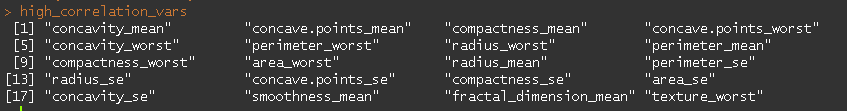 > high_correlation_vars
 [1] "concavity_mean"         "concave.points_mean"    "compactness_mean"       "concave.points_worst"
 [5] "concavity_worst"        "perimeter_worst"        "radius_worst"           "perimeter_mean"
 [9] "compactness_worst"      "area_worst"             "radius_mean"            "perimeter_se"
[13] "radius_se"              "concave.points_se"      "compactness_se"         "area_se"
[17] "concavity_se"           "smoothness_mean"        "fractal_dimension_mean" "texture_worst"